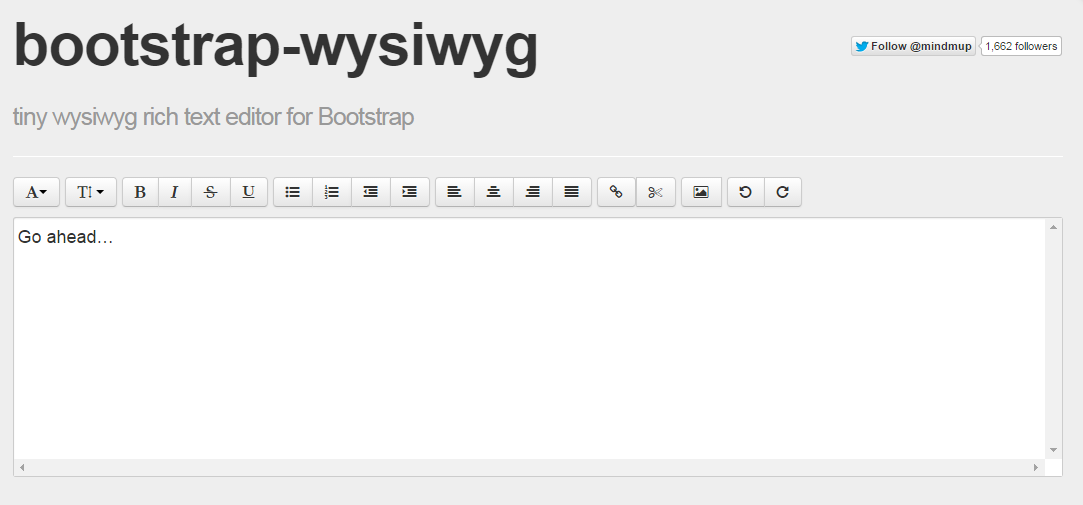 bootstrap-wysiwyg
Follow @mindmup 1,662 followers
tiny wysiwyg rich text editor for Bootstrap
A T B I S U
Go ahead…